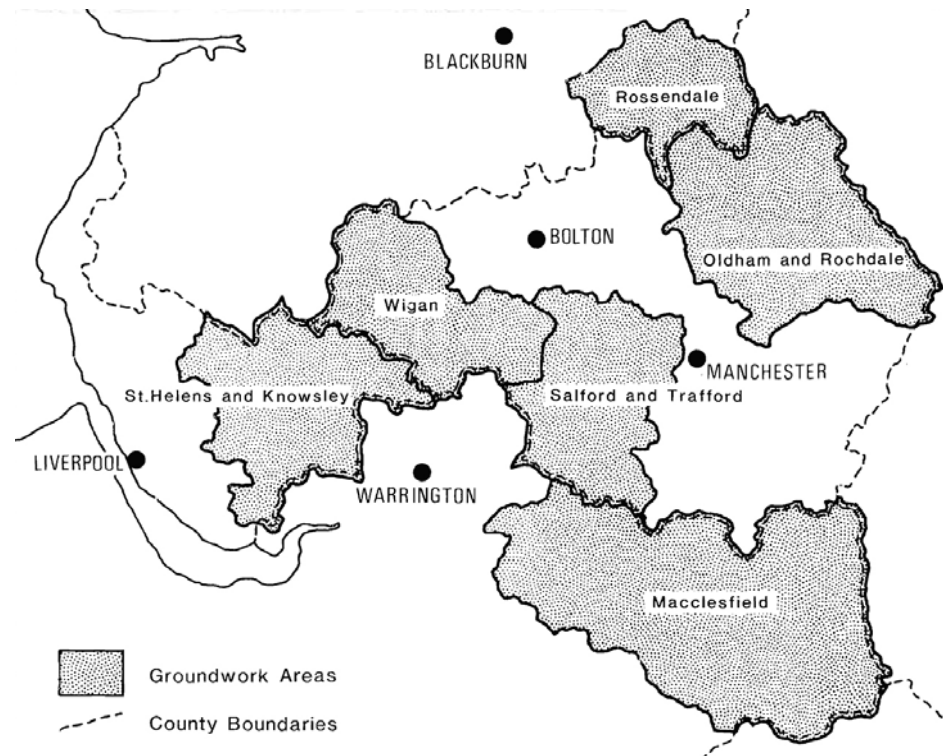 BLACKBURN
Rossendale
BOLTON
Oldham and Rochdale
Wigan
MANCHESTER
St.Helens and Knowsley
Salford and Trafford
LIVERPOOL
WARRINGTON
Macclesfield
Groundwork Areas
County Boundaries